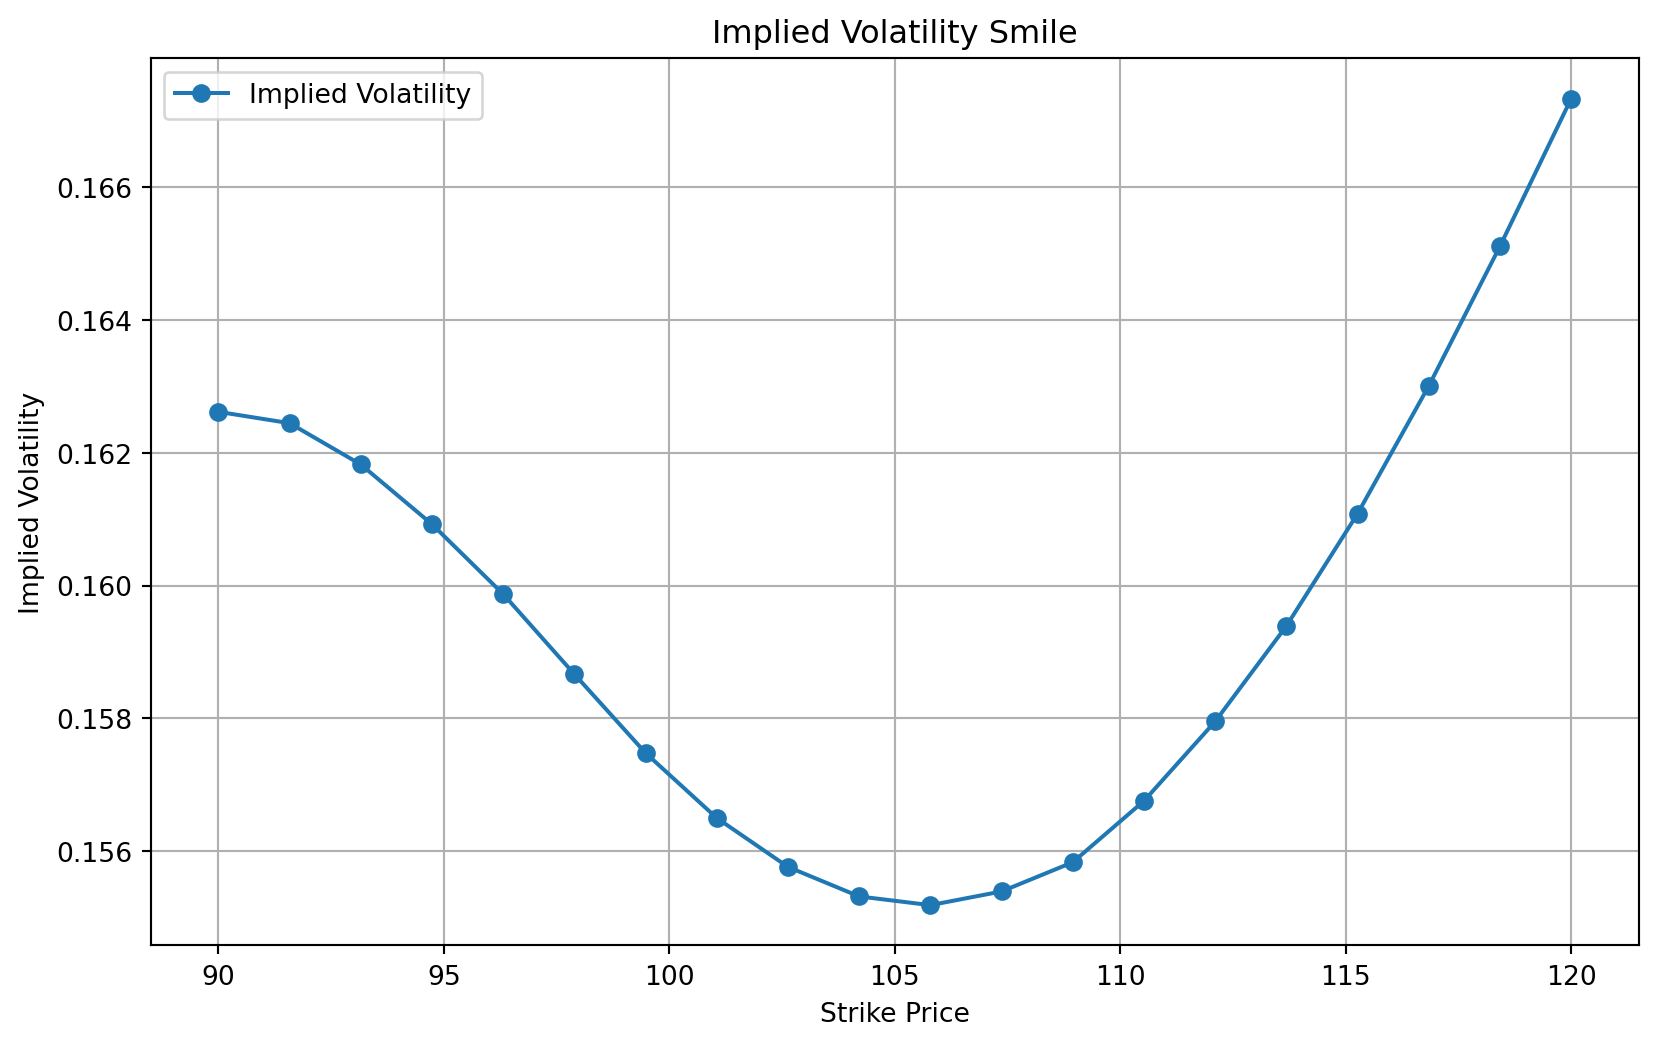 Implied Volatility Smile
Implied Volatility
Implied Volatility
0.166
0.164
0.162
0.160
0.158
0.156
90 95 100 105 110 115 120
Strike Price